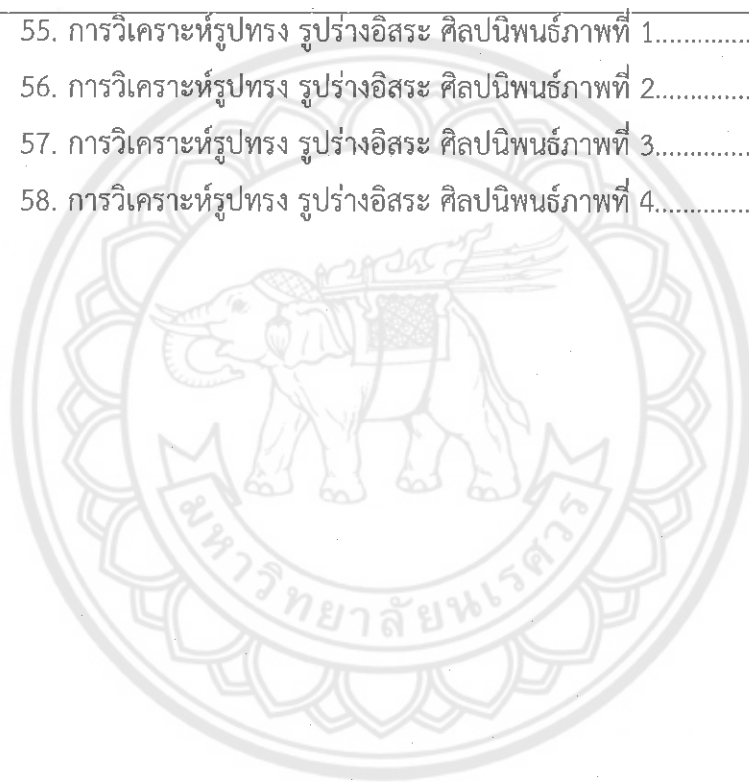 55. การวิเคราะห์รูปทรง รูปร่างอิสระ ศิลปนิพนธ์ภาพที่ 1..............
56. การวิเคราะห์รูปทรง รูปร่างอิสระ ศิลปนิพนธ์ภาพที่ 2..............
57. การวิเคราะห์รูปทรง รูปร่างอิสระ ศิลปนิพนธ์ภาพที่ 3..............
58. การวิเคราะห์รูปทรง รูปร่างอิสระ ศิลปนิพนธ์ภาพที่ 4..............
มหาวิทยาลัยนเรศวร